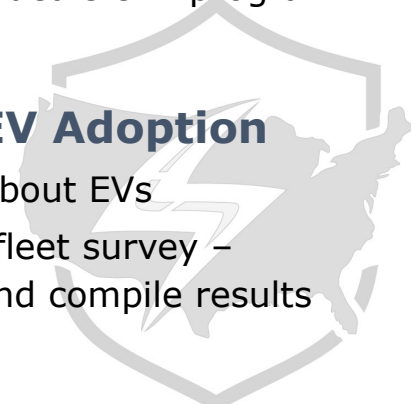 EV Adoption
bout EVs
fleet survey –
nd compile results